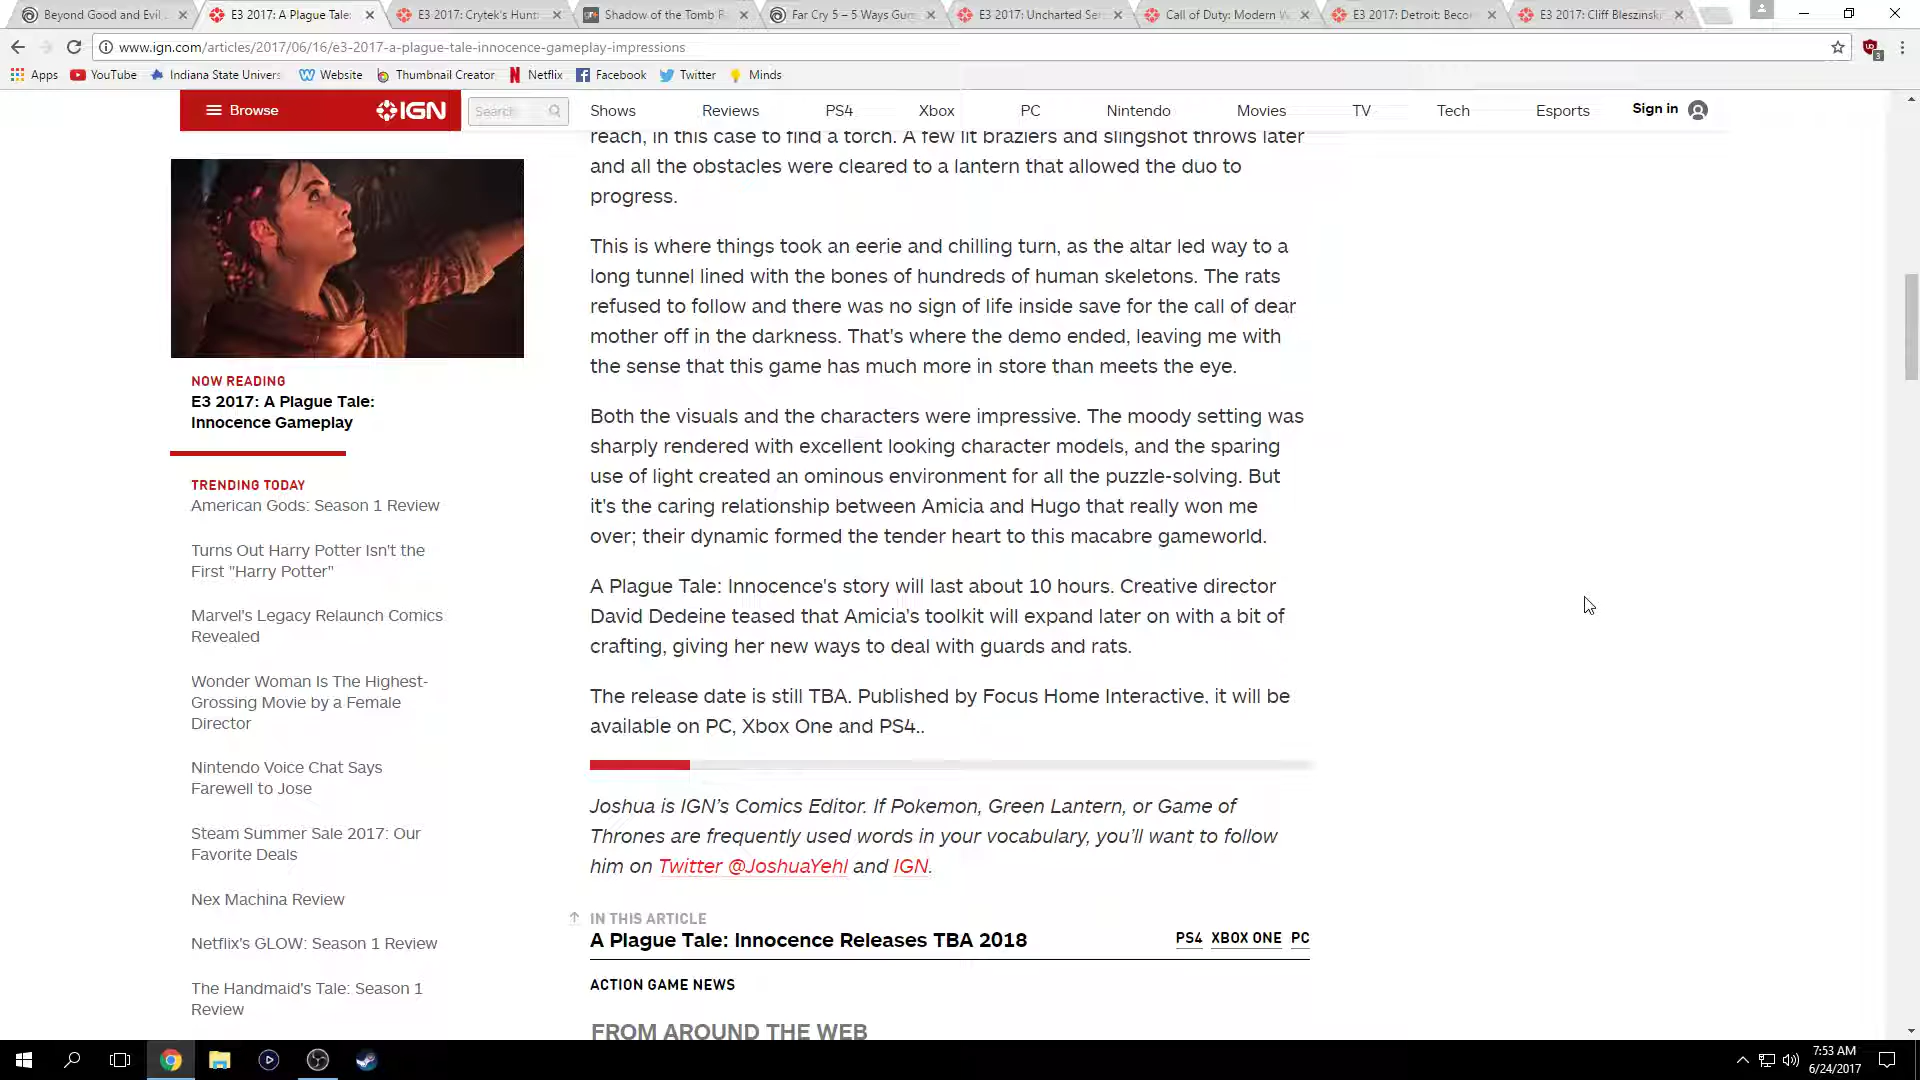 Beyond Good and Evil
E3 2017: A Plague Tale:
E3 2017: Crytek's Hunt:
Shadow of the Tomb R
Far Cry 5 – 5 Ways Gu
E3 2017: Uncharted Se
Call of Duty: Modern W
E3 2017: Detroit: Beco
E3 2017: Cliff Bleszinski
www.ign.com/articles/2017/06/16/e3-2017-a-plague-tale-innocence-gameplay-impressions
3
Apps YouTube Indiana State Univers Website Thumbnail Creator Netflix Facebook Twitter Minds
Browse IGN Search Shows Reviews PS4 Xbox PC Nintendo Movies TV Tech Esports Sign in
reach, in this case to find a torch. A few lit braziers and slingshot throws later
and all the obstacles were cleared to a lantern that allowed the duo to
progress.
This is where things took an eerie and chilling turn, as the altar led way to a
long tunnel lined with the bones of hundreds of human skeletons. The rats
refused to follow and there was no sign of life inside save for the call of dear
mother off in the darkness. That's where the demo ended, leaving me with
the sense that this game has much more in store than meets the eye.
Both the visuals and the characters were impressive. The moody setting was
sharply rendered with excellent looking character models, and the sparing
use of light created an ominous environment for all the puzzle-solving. But
it's the caring relationship between Amicia and Hugo that really won me
over; their dynamic formed the tender heart to this macabre gameworld.
A Plague Tale: Innocence's story will last about 10 hours. Creative director
David Dedeine teased that Amicia's toolkit will expand later on with a bit of
crafting, giving her new ways to deal with guards and rats.
The release date is still TBA. Published by Focus Home Interactive, it will be
available on PC, Xbox One and PS4..
Joshua is IGN's Comics Editor. If Pokemon, Green Lantern, or Game of
Thrones are frequently used words in your vocabulary, you'll want to follow
him on Twitter @JoshuaYehl and IGN.
IN THIS ARTICLE
A Plague Tale: Innocence Releases TBA 2018 PS4 XBOX ONE PC
ACTION GAME NEWS
FROM AROUND THE WEB
NOW READING
E3 2017: A Plague Tale:
Innocence Gameplay
TRENDING TODAY
American Gods: Season 1 Review
Turns Out Harry Potter Isn't the
First "Harry Potter"
Marvel's Legacy Relaunch Comics
Revealed
Wonder Woman Is The Highest-
Grossing Movie by a Female
Director
Nintendo Voice Chat Says
Farewell to Jose
Steam Summer Sale 2017: Our
Favorite Deals
Nex Machina Review
Netflix's GLOW: Season 1 Review
The Handmaid's Tale: Season 1
Review
7:53 AM
6/24/2017